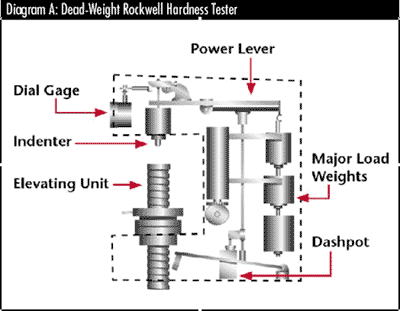 Diagram A: Dead-Weight Rockwell Hardness Tester
Power Lever
Dial Gage
Indenter
Elevating Unit
Major Load
Weights
Dashpot